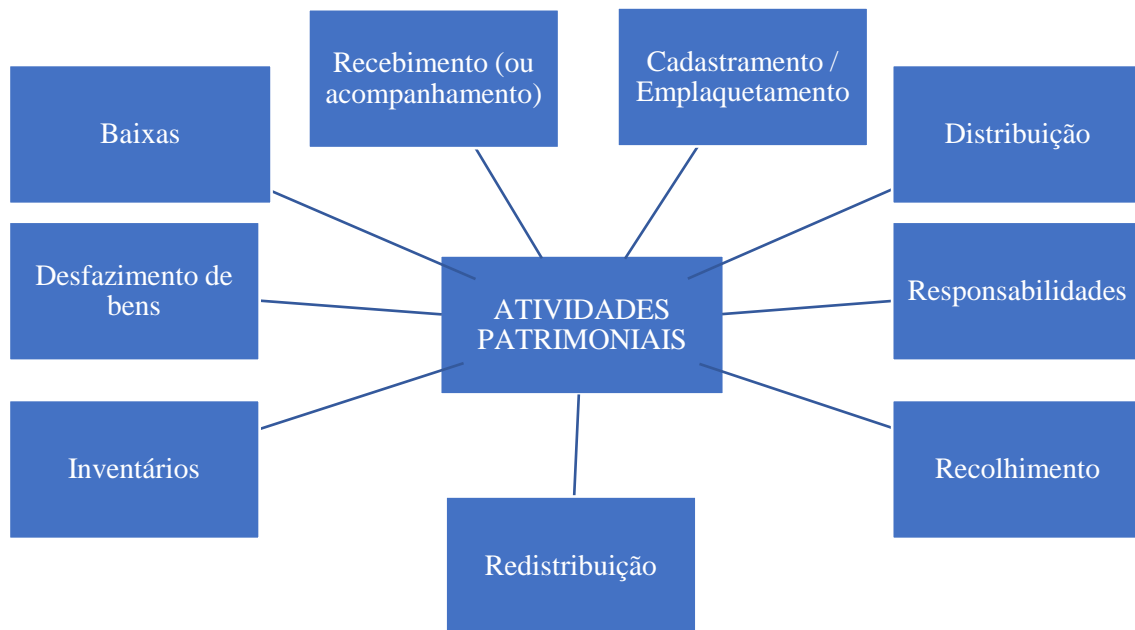 Recebimento (ou
acompanhamento)
Cadastramento /
Emplaquetamento
Baixas
Distribuição
Desfazimento de
bens
ATIVIDADES
PATRIMONIAIS
Responsabilidades
Inventários
Recolhimento
Redistribuição